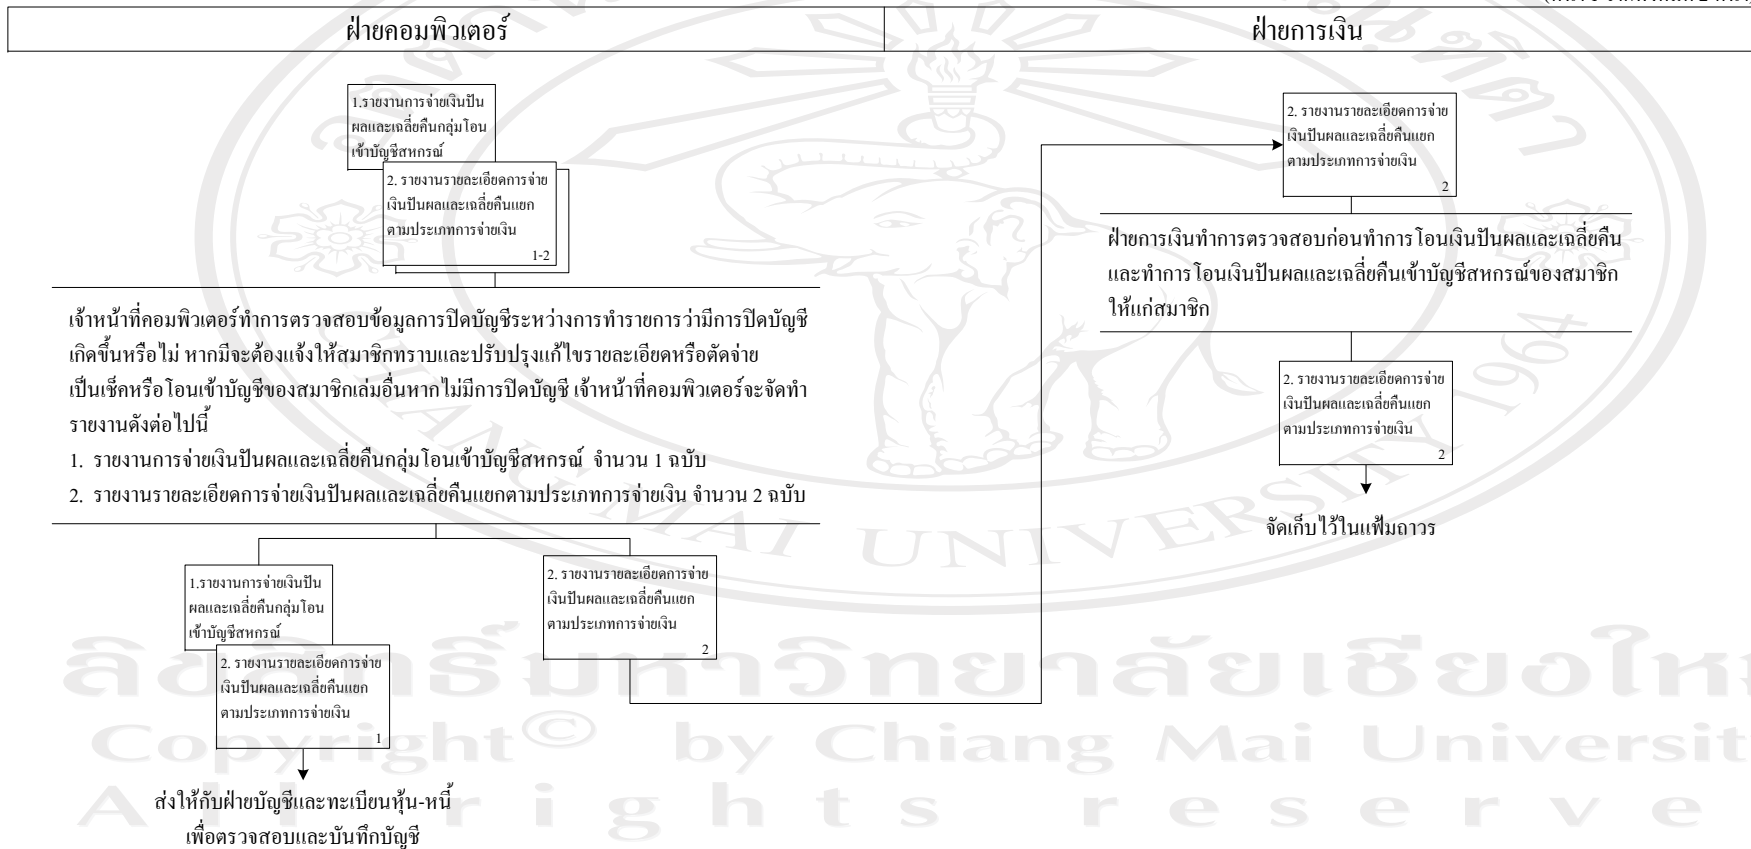 ฝ่ายคอมพิวเตอร์
ฝ่ายการเงิน
1.รายงานการจ่ายเงินปัน
ผลและเฉลี่ยคืนกลุ่มโอน
เข้าบัญชีสหกรณ์
2. รายงานรายละเอียดการจ่าย
เงินปันผลและเฉลี่ยคืนแยก
ตามประเภทการจ่ายเงิน
1-2
เจ้าหน้าที่คอมพิวเตอร์ทำการตรวจสอบข้อมูลการปิดบัญชีระหว่างการทำรายการว่ามีการปิดบัญชี
เกิดขึ้นหรือไม่ หากมีจะต้องแจ้งให้สมาชิกทราบและปรับปรุงแก้ไขรายละเอียดหรือตัดจ่าย
เป็นเช็คหรือโอนเข้าบัญชีของสมาชิกเล่มอื่นหากไม่มีการปิดบัญชี เจ้าหน้าที่คอมพิวเตอร์จะจัดทำ
รายงานดังต่อไปนี้
1. รายงานการจ่ายเงินปันผลและเฉลี่ยคืนกลุ่มโอนเข้าบัญชีสหกรณ์ จำนวน 1 ฉบับ
2. รายงานรายละเอียดการจ่ายเงินปันผลและเฉลี่ยคืนแยกตามประเภทการจ่ายเงิน จำนวน 2 ฉบับ
1.รายงานการจ่ายเงินปัน
ผลและเฉลี่ยคืนกลุ่มโอน
เข้าบัญชีสหกรณ์
2. รายงานรายละเอียดการจ่าย
เงินปันผลและเฉลี่ยคืนแยก
ตามประเภทการจ่ายเงิน
1
ส่งให้กับฝ่ายบัญชีและทะเบียนหุ้น-หนี้
เพื่อตรวจสอบและบันทึกบัญชี
2. รายงานรายละเอียดการจ่าย
เงินปันผลและเฉลี่ยคืนแยก
ตามประเภทการจ่ายเงิน
2
2. รายงานรายละเอียดการจ่าย
เงินปันผลและเฉลี่ยคืนแยก
ตามประเภทการจ่ายเงิน
2
ฝ่ายการเงินทำการตรวจสอบก่อนทำการโอนเงินปันผลและเฉลี่ยคืน
และทำการโอนเงินปันผลและเฉลี่ยคืนเข้าบัญชีสหกรณ์ของสมาชิก
ให้แก่สมาชิก
2. รายงานรายละเอียดการจ่าย
เงินปันผลและเฉลี่ยคืนแยก
ตามประเภทการจ่ายเงิน
2
จัดเก็บไว้ในแฟ้มถาวร
CHIANG MAI UNIVERSITY 1964
Copyright© by Chiang Mai Universit
All rights reserve